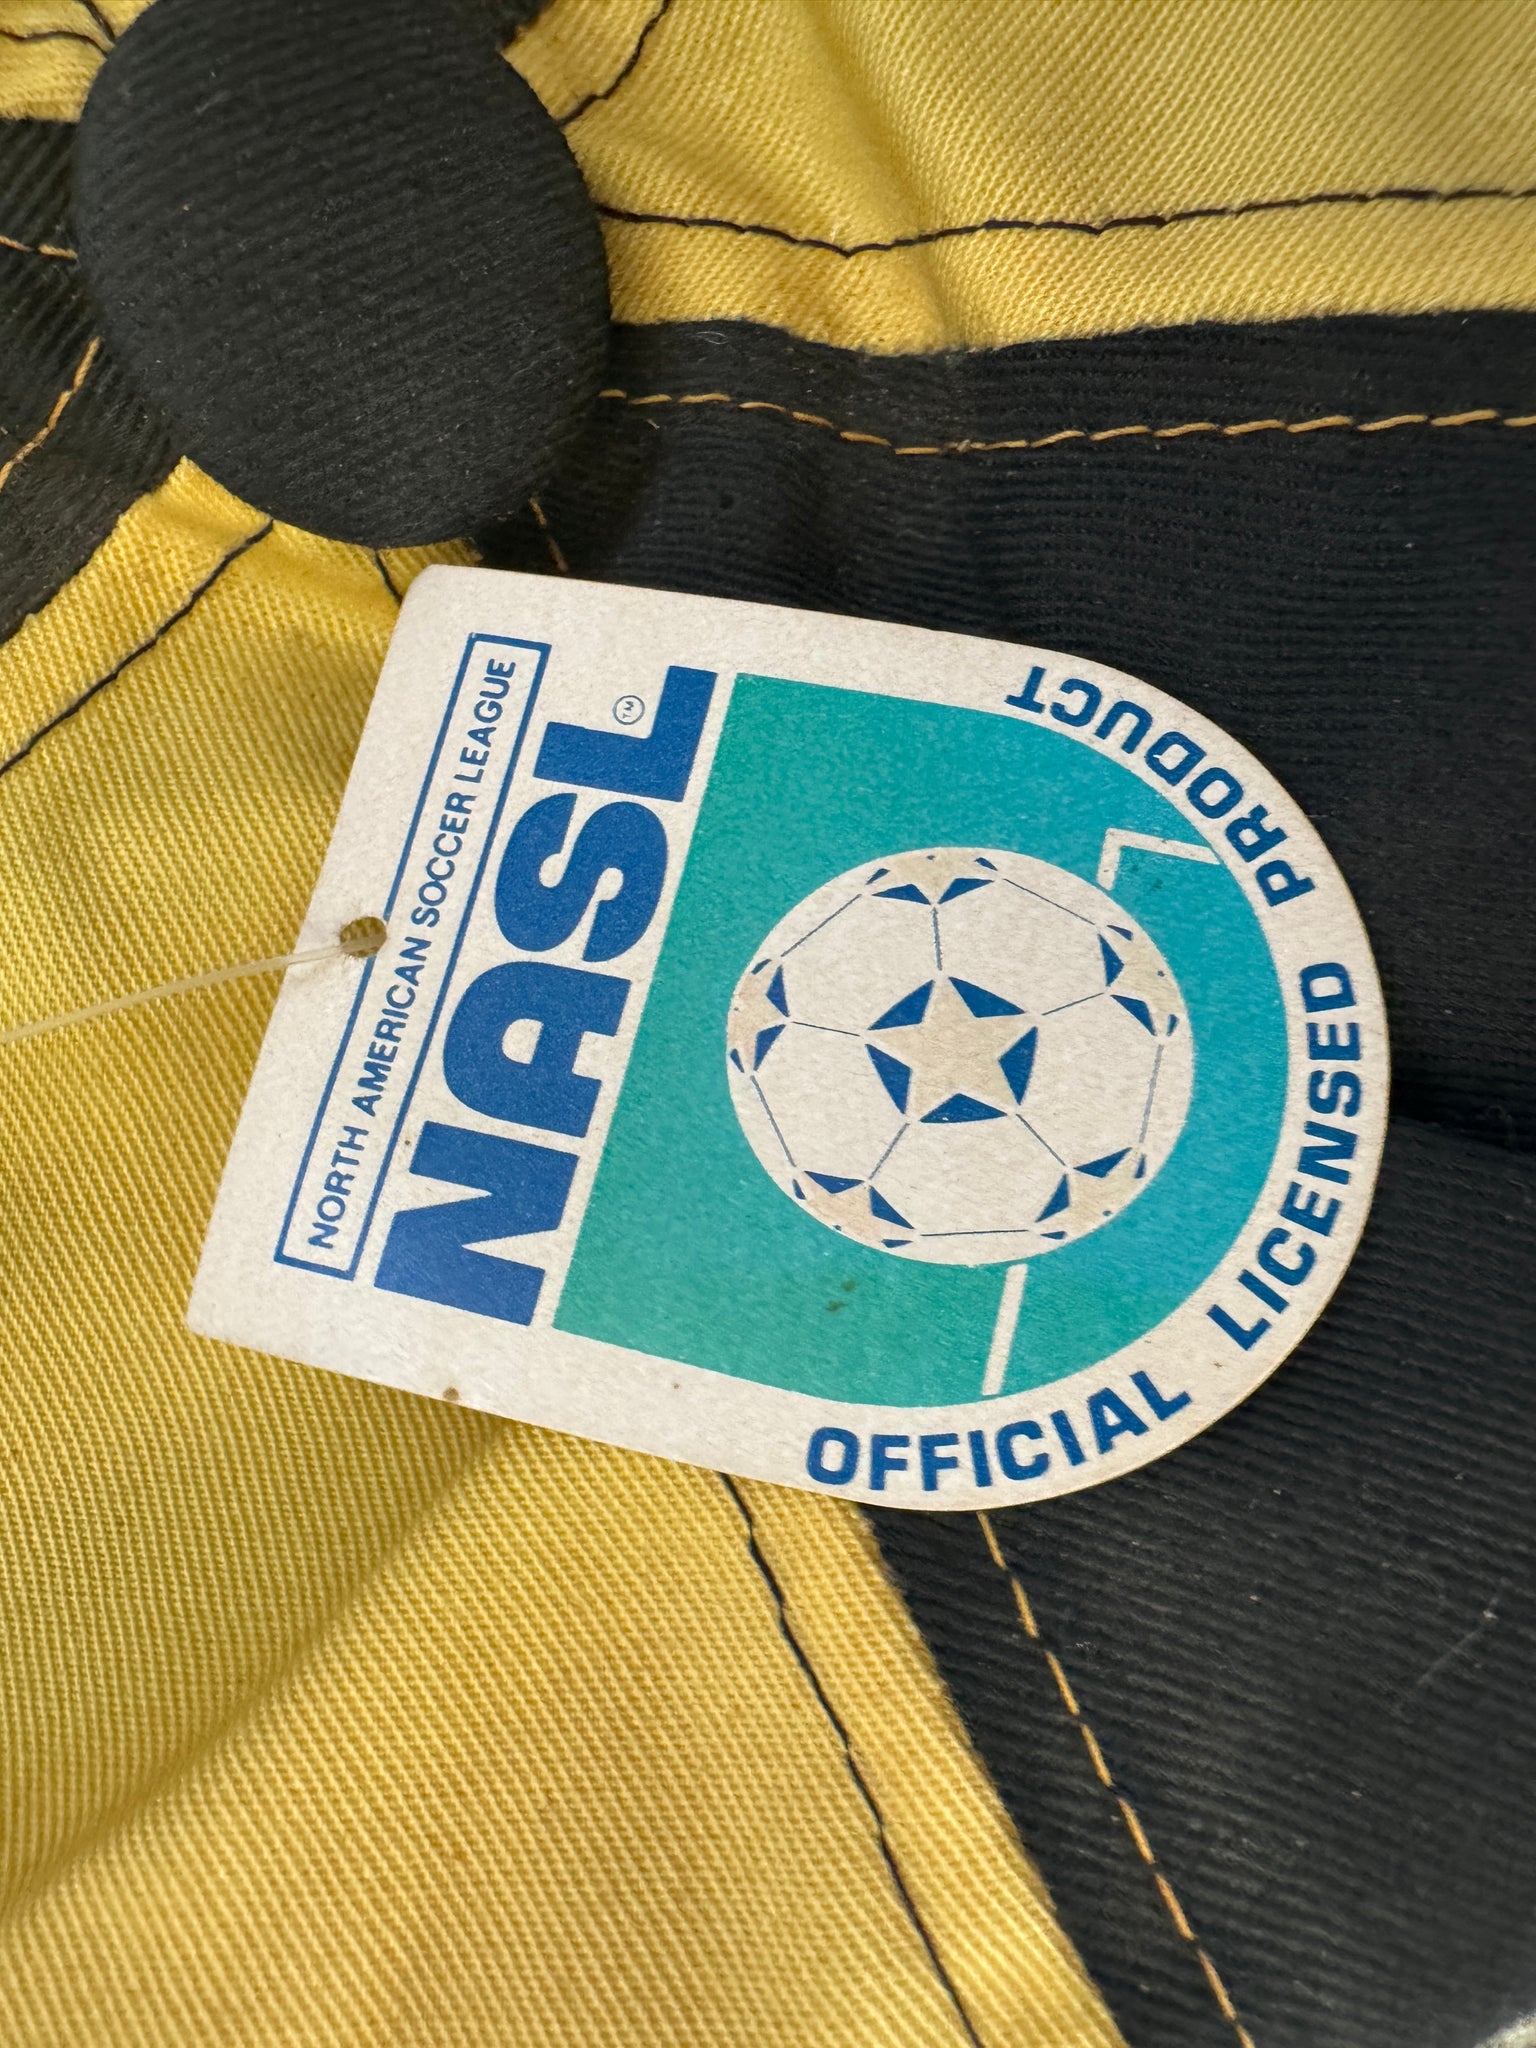 NORTH AMERICAN SOCCER LEAGUE
NASL TM
OFFICIAL LICENSED PRODUCT